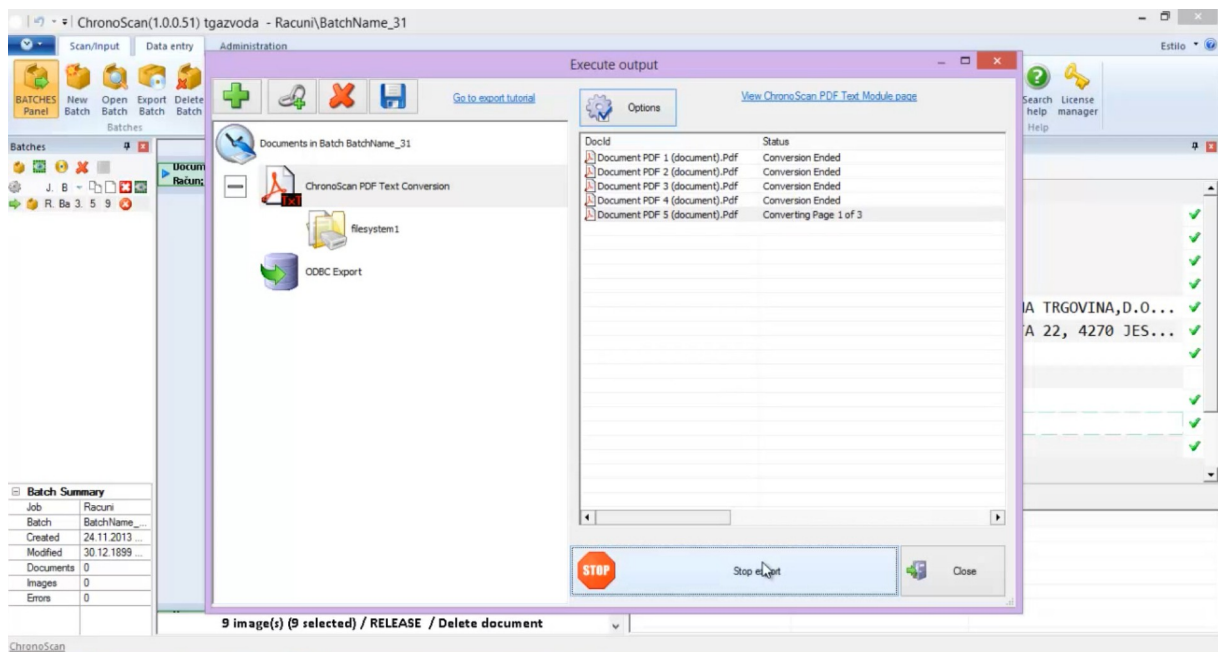 ChronoScan(1.0.0.51) tgazvoda - Racuni\BatchName_31
Scan/Input Data entry Administration Estilo
BATCHES Panel
New Batch
Open Batch
Export Batch
Delete Batch
Batches
Search help
License manager
Help
Batches
J. B
R. Ba 3. 5 9
Račun;
Execute output
Go to export tutorial
Documents in Batch BatchName_31
ChronoScan PDF Text Conversion
filesystem1
ODBC Export
Options
View ChronoScan PDF Text Module page
DocId Status
Document PDF 1 (document).Pdf Conversion Ended
Document PDF 2 (document).Pdf Conversion Ended
Document PDF 3 (document).Pdf Conversion Ended
Document PDF 4 (document).Pdf Conversion Ended
Document PDF 5 (document).Pdf Converting Page 1 of 3
STOP
Stop
Close
TRGOVINA,D.O...
22, 4270 JES...
Batch Summary
Job Racuni
Batch BatchName_...
Created 24.11.2013 ...
Modified 30.12.1899 ...
Documents 0
Images 0
Errors 0
9 image(s) (9 selected) / RELEASE / Delete document
ChronoScan